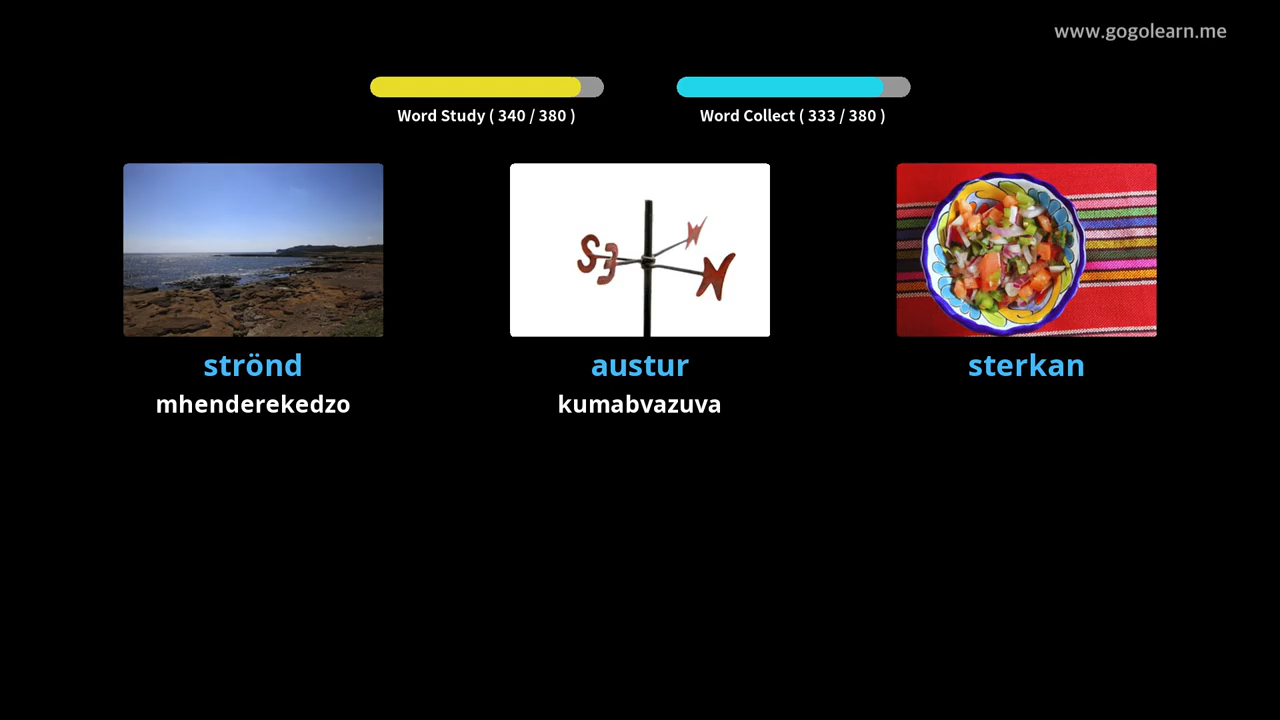 www.gogolearn.me
Word Study ( 340 / 380 )
Word Collect ( 333 / 380 )
S
E
W
N
strönd
austur
sterkan
mhenderekedzo
kumabvazuva